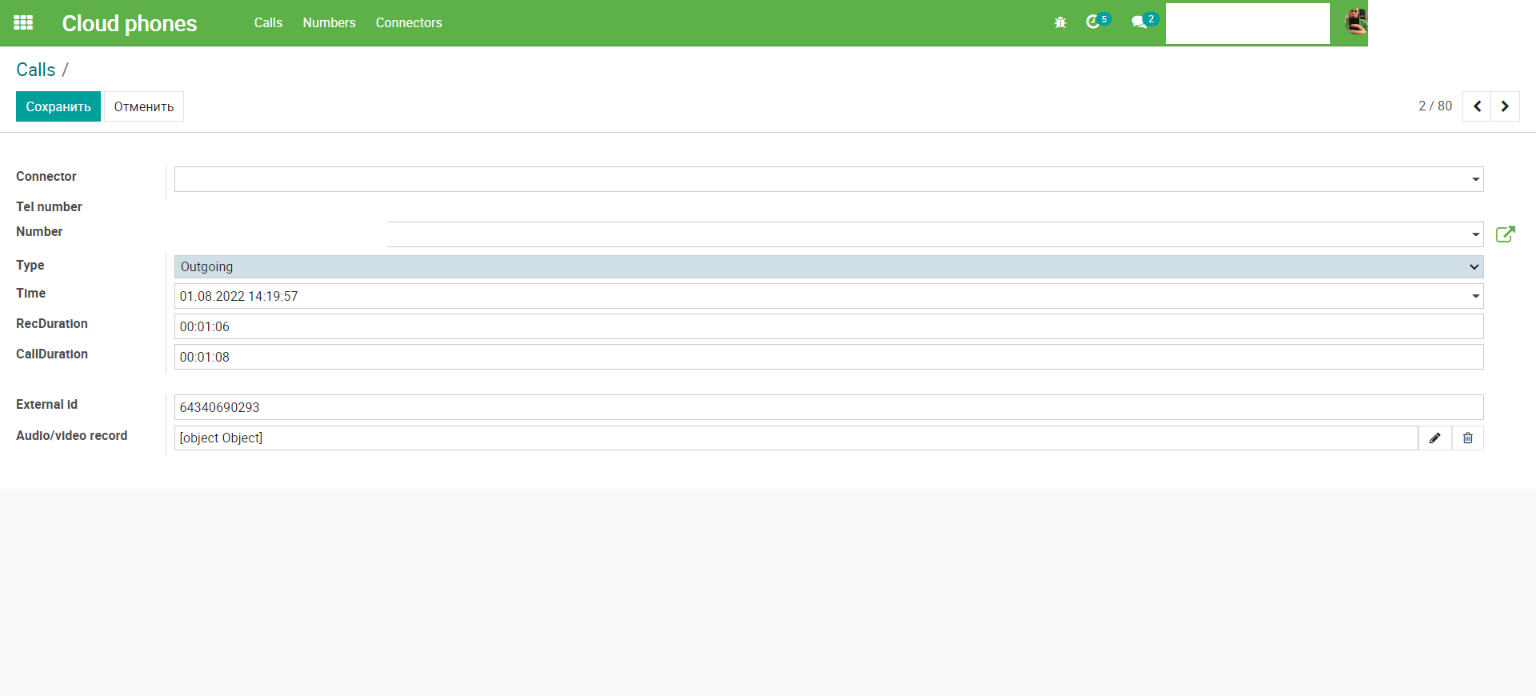 Cloud phones Calls Numbers Connectors 5 2
Calls /
Сохранить Отменить 2 / 80
Connector
Tel number
Number
Type Outgoing
Time 01.08.2022 14:19:57
RecDuration 00:01:06
CallDuration 00:01:08
External id 64340690293
Audio/video record [object Object]